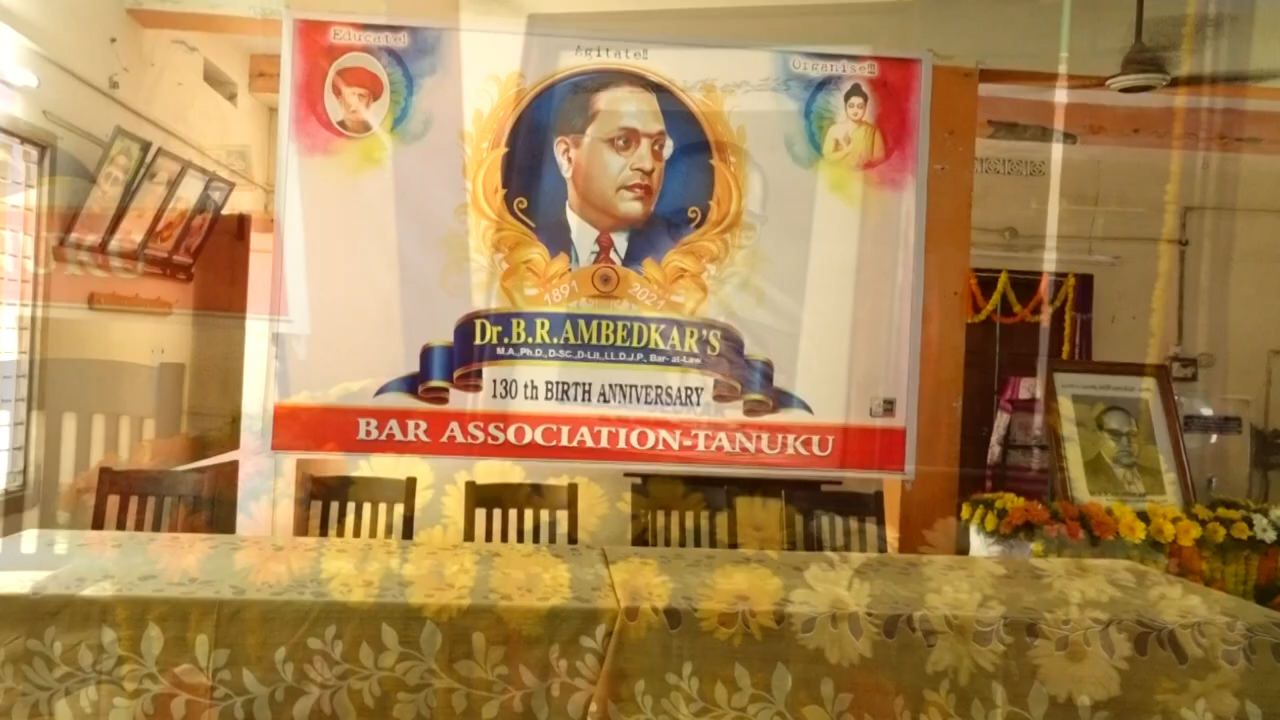 Educate!
Agitate!!
Organise!!!
1891 2021
Dr.B.R.AMBEDKAR'S
M.A.,Ph.D.,D-SC.,D-Lit.,LL.D.J.P., Bar- at-Law
130 th BIRTH ANNIVERSARY
BAR ASSOCIATION-TANUKU